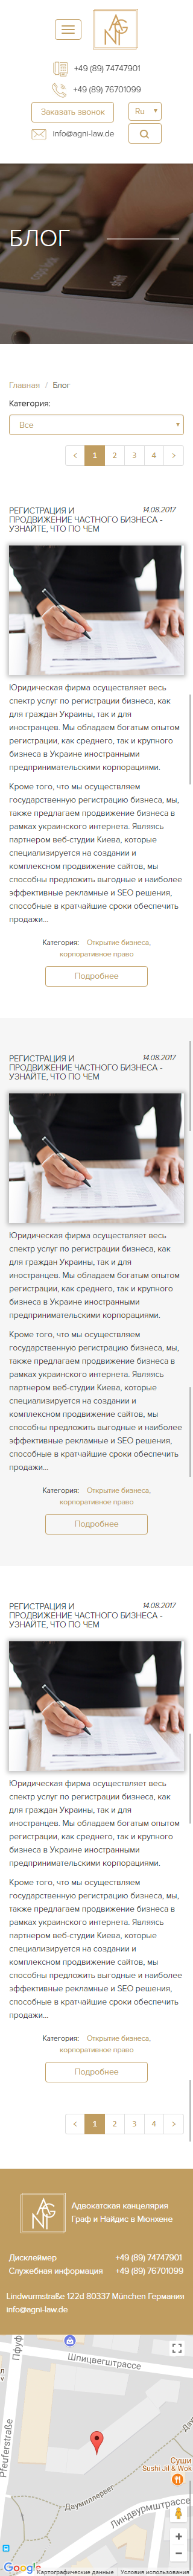 AG
NF
+49 (89) 74747901
+49 (89) 76701099
Заказать звонок
Ru
info@agni-law.de
БЛОГ
Главная / Блог
Категория:
Все
< 1 2 3 4 >
РЕГИСТРАЦИЯ И
14.08.2017
ПРОДВИЖЕНИЕ ЧАСТНОГО БИЗНЕСА -
УЗНАЙТЕ, ЧТО ПО ЧЕМ
Юридическая фирма осуществляет весь
спектр услуг по регистрации бизнеса, как
для граждан Украины, так и для
иностранцев. Мы обладаем богатым опытом
регистрации, как среднего, так и крупного
бизнеса в Украине иностранными
предпринимательскими корпорациями.
Кроме того, что мы осуществляем
государственную регистрацию бизнеса, мы,
также предлагаем продвижение бизнеса в
рамках украинского интернета. Являясь
партнером веб-студии Киева, которые
специализируется на создании и
комплексном продвижение сайтов, мы
способны предложить выгодные и наиболее
эффективные рекламные и SEO решения,
способные в кратчайшие сроки обеспечить
продажи...
Категория: Открытие бизнеса,
корпоративное право
Подробнее
РЕГИСТРАЦИЯ И
14.08.2017
ПРОДВИЖЕНИЕ ЧАСТНОГО БИЗНЕСА -
УЗНАЙТЕ, ЧТО ПО ЧЕМ
Юридическая фирма осуществляет весь
спектр услуг по регистрации бизнеса, как
для граждан Украины, так и для
иностранцев. Мы обладаем богатым опытом
регистрации, как среднего, так и крупного
бизнеса в Украине иностранными
предпринимательскими корпорациями.
Кроме того, что мы осуществляем
государственную регистрацию бизнеса, мы,
также предлагаем продвижение бизнеса в
рамках украинского интернета. Являясь
партнером веб-студии Киева, которые
специализируется на создании и
комплексном продвижение сайтов, мы
способны предложить выгодные и наиболее
эффективные рекламные и SEO решения,
способные в кратчайшие сроки обеспечить
продажи...
Категория: Открытие бизнеса,
корпоративное право
Подробнее
РЕГИСТРАЦИЯ И
14.08.2017
ПРОДВИЖЕНИЕ ЧАСТНОГО БИЗНЕСА -
УЗНАЙТЕ, ЧТО ПО ЧЕМ
Юридическая фирма осуществляет весь
спектр услуг по регистрации бизнеса, как
для граждан Украины, так и для
иностранцев. Мы обладаем богатым опытом
регистрации, как среднего, так и крупного
бизнеса в Украине иностранными
предпринимательскими корпорациями.
Кроме того, что мы осуществляем
государственную регистрацию бизнеса, мы,
также предлагаем продвижение бизнеса в
рамках украинского интернета. Являясь
партнером веб-студии Киева, которые
специализируется на создании и
комплексном продвижение сайтов, мы
способны предложить выгодные и наиболее
эффективные рекламные и SEO решения,
способные в кратчайшие сроки обеспечить
продажи...
Категория: Открытие бизнеса,
корпоративное право
Подробнее
< 1 2 3 4 >
AG
NF
Адвокатская канцелярия
Граф и Найдис в Мюнхене
Дисклеймер
+49 (89) 74747901
Служебная информация
+49 (89) 76701099
Lindwurmstraße 122d 80337 München Германия
info@agni-law.de
Шпицвегштрассе
Pfeuferstraße
Суши
Sushi Jil & Wok
Даумиллервег
Линдвурмштрассе
Google
Картографические данные
Условия использования